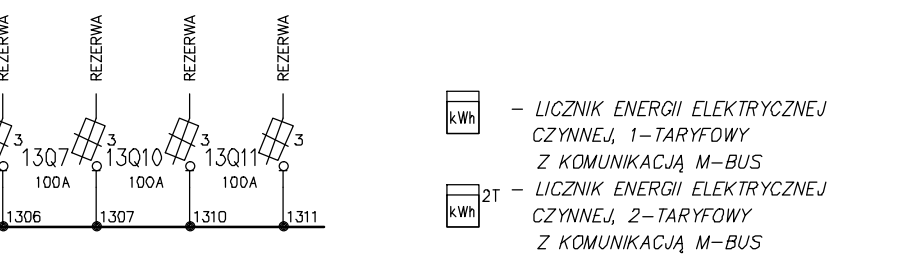 REZERWA
REZERWA
REZERWA
REZERWA
3
3
3
3
13Q7
13Q10
13Q11
100A
100A
100A
1306
1307
1310
1311
kWh
– LICZNIK ENERGII ELEKTRYCZNEJ
CZYNNEJ, 1–TARYFOWY
Z KOMUNIKACJĄ M–BUS
kWh 2T
– LICZNIK ENERGII ELEKTRYCZNEJ
CZYNNEJ, 2–TARYFOWY
Z KOMUNIKACJĄ M–BUS